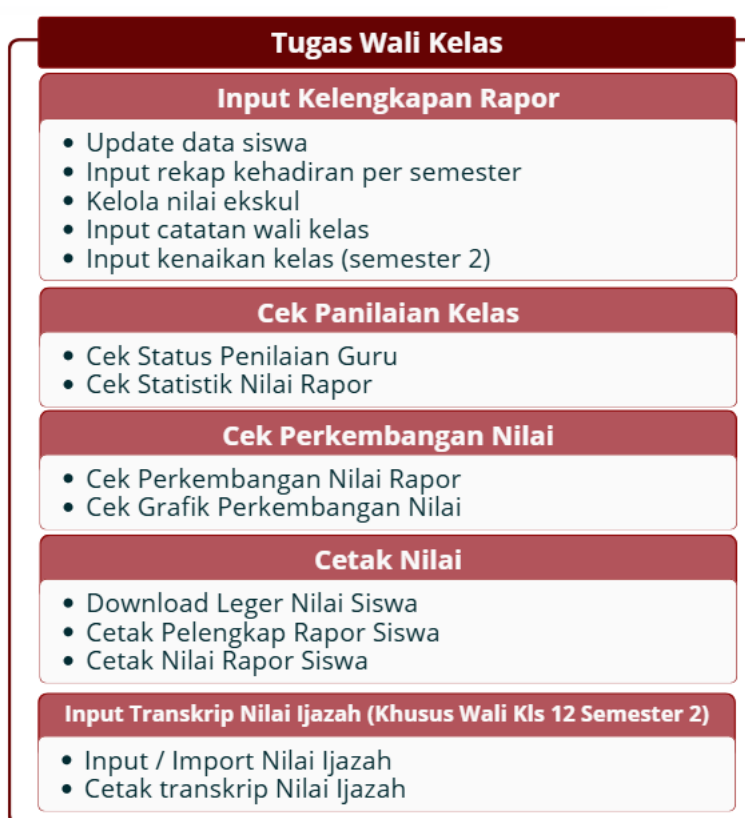 Tugas Wali Kelas
Input Kelengkapan Rapor
• Update data siswa
• Input rekap kehadiran per semester
• Kelola nilai ekskul
• Input catatan wali kelas
• Input kenaikan kelas (semester 2)
Cek Panilaian Kelas
• Cek Status Penilaian Guru
• Cek Statistik Nilai Rapor
Cek Perkembangan Nilai
• Cek Perkembangan Nilai Rapor
• Cek Grafik Perkembangan Nilai
Cetak Nilai
• Download Leger Nilai Siswa
• Cetak Pelengkap Rapor Siswa
• Cetak Nilai Rapor Siswa
Input Transkrip Nilai Ijazah (Khusus Wali Kls 12 Semester 2)
• Input / Import Nilai Ijazah
• Cetak transkrip Nilai Ijazah